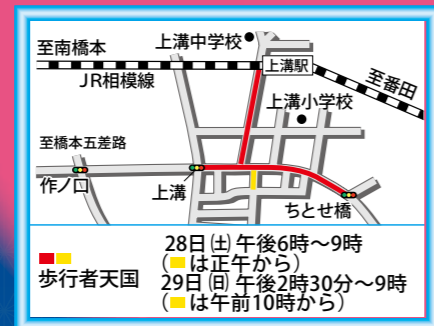 上溝中学校
至南橋本
上溝駅
JR相模線
至番田
上溝小学校
至橋本五差路
作ノ口
上溝
ちとせ橋
歩行者天国
28日㈯午後6時〜9時
(■は正午から)
29日㈰午後2時30分〜9時
(■は午前10時から)